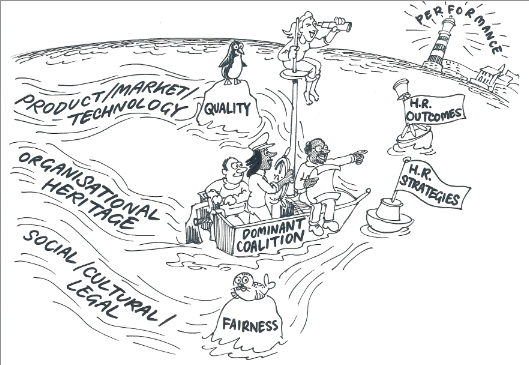 PERFORMANCE
PRODUCT/MARKET/
TECHNOLOGY
QUALITY
H.R.
OUTCOMES
ORGANISATIONAL
HERITAGE
H.R.
STRATEGIES
DOMINANT
COALITION
SOCIAL/CULTURAL/
LEGAL
FAIRNESS